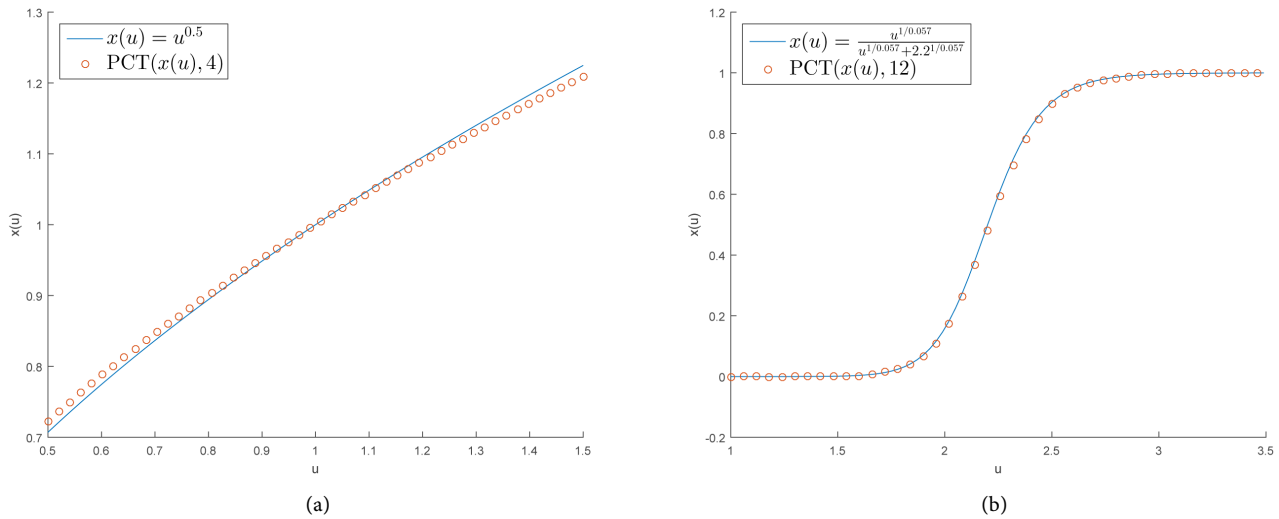 x(u) = u^{0.5}
PCT(x(u), 4)
1.3
1.2
1.1
1
0.9
0.8
0.7
x(u)
0.5 0.6 0.7 0.8 0.9 1 1.1 1.2 1.3 1.4 1.5
u
(a)
x(u) = \frac{u^{1/0.057}}{u^{1/0.057}+2.2^{1/0.057}}
PCT(x(u), 12)
1.2
1
0.8
0.6
0.4
0.2
0
-0.2
x(u)
1 1.5 2 2.5 3 3.5
u
(b)